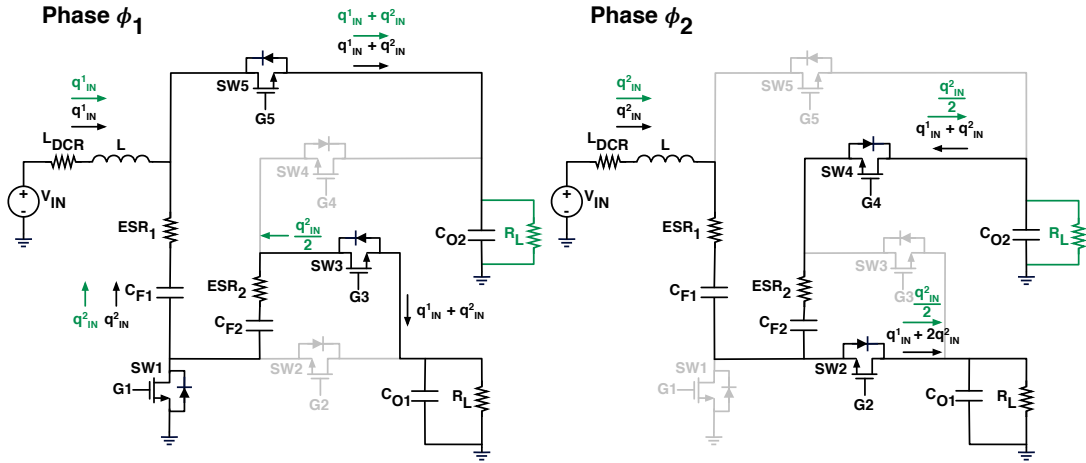 Phase ϕ1
q¹IN + q²IN
q¹IN + q²IN
SW5
G5
q¹IN
q¹IN
LDCR
L
SW4
G4
+
−
VIN
ESR1
q²IN
2
CO2
RL
SW3
G3
ESR2
CF1
q²IN
q²IN
CF2
q¹IN + q²IN
SW1
G1
SW2
G2
CO1
RL
Phase ϕ2
SW5
G5
q²IN
q²IN
LDCR
L
q²IN
2
q¹IN + q²IN
SW4
G4
+
−
VIN
ESR1
CO2
RL
SW3
G3
ESR2
CF1
CF2
q²IN
2
q¹IN + 2q²IN
SW1
G1
SW2
G2
CO1
RL